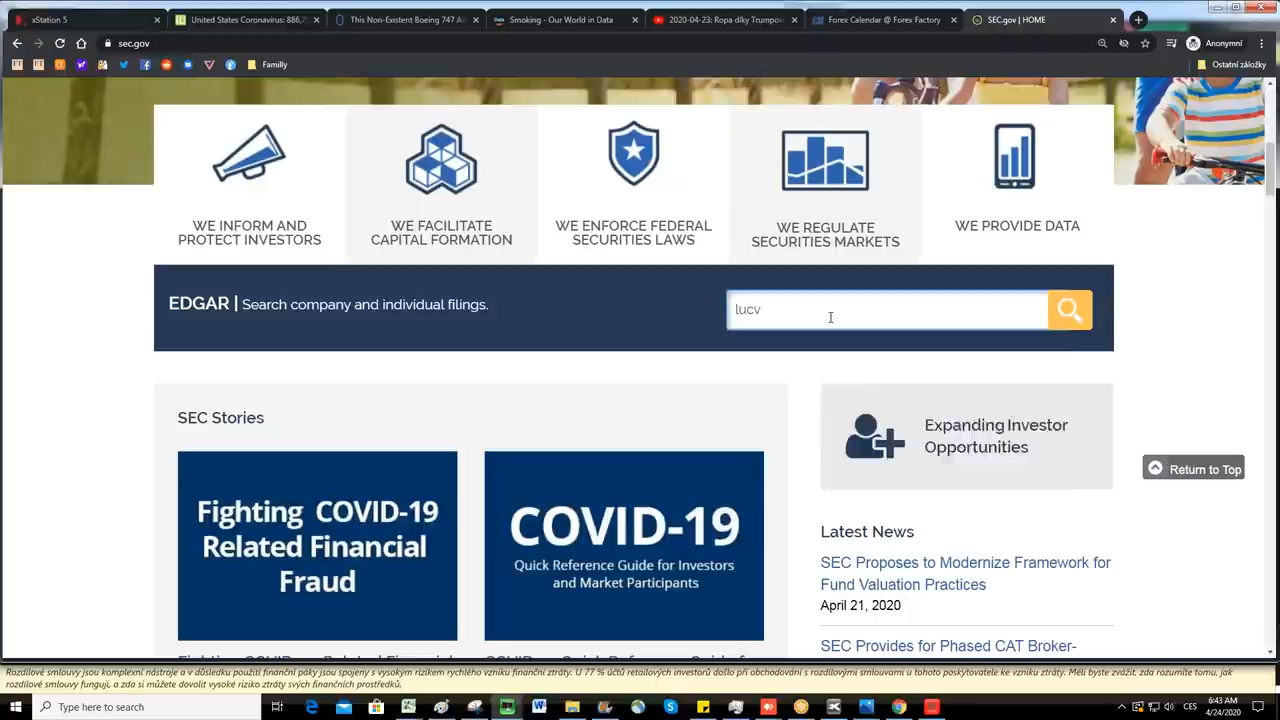 xStation 5
United States Coronavirus: 886,7
This Non-Existent Boeing 747 Ai
Smoking - Our World in Data
2020-04-23: Ropa díky Trumpov
Forex Calendar @ Forex Factory
SEC.gov | HOME
sec.gov
Anonymní
Familly
Ostatní záložky
WE INFORM AND
PROTECT INVESTORS
WE FACILITATE
CAPITAL FORMATION
WE ENFORCE FEDERAL
SECURITIES LAWS
WE REGULATE
SECURITIES MARKETS
WE PROVIDE DATA
EDGAR | Search company and individual filings.
lucv
SEC Stories
Fighting COVID-19
Related Financial
Fraud
COVID-19
Quick Reference Guide for Investors
and Market Participants
Expanding Investor
Opportunities
Return to Top
Latest News
SEC Proposes to Modernize Framework for
Fund Valuation Practices
April 21, 2020
SEC Provides for Phased CAT Broker-
Rozdílové smlouvy jsou komplexní nástroje a v důsledku použití finanční páky jsou spojeny s vysokým rizikem rychlého vzniku finanční ztráty. U 77 % účtů retailových investorů došlo při obchodování s rozdílovými smlouvami u tohoto poskytovatele ke vzniku ztráty. Měli byste zvážit, zda rozumíte tomu, jak
rozdílové smlouvy fungují, a zda si můžete dovolit vysoké riziko ztráty svých finančních prostředků.
Type here to search
CES
6:43 AM
4/24/2020